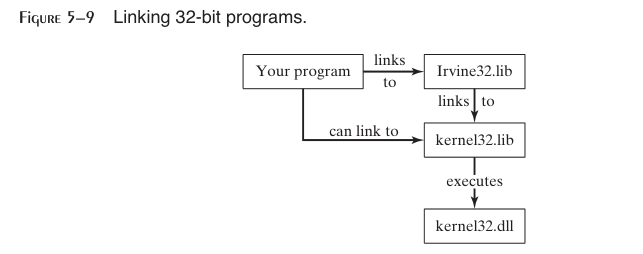 FIGURE 5–9 Linking 32-bit programs.
Your program
links
to
Irvine32.lib
links to
can link to
kernel32.lib
executes
kernel32.dll